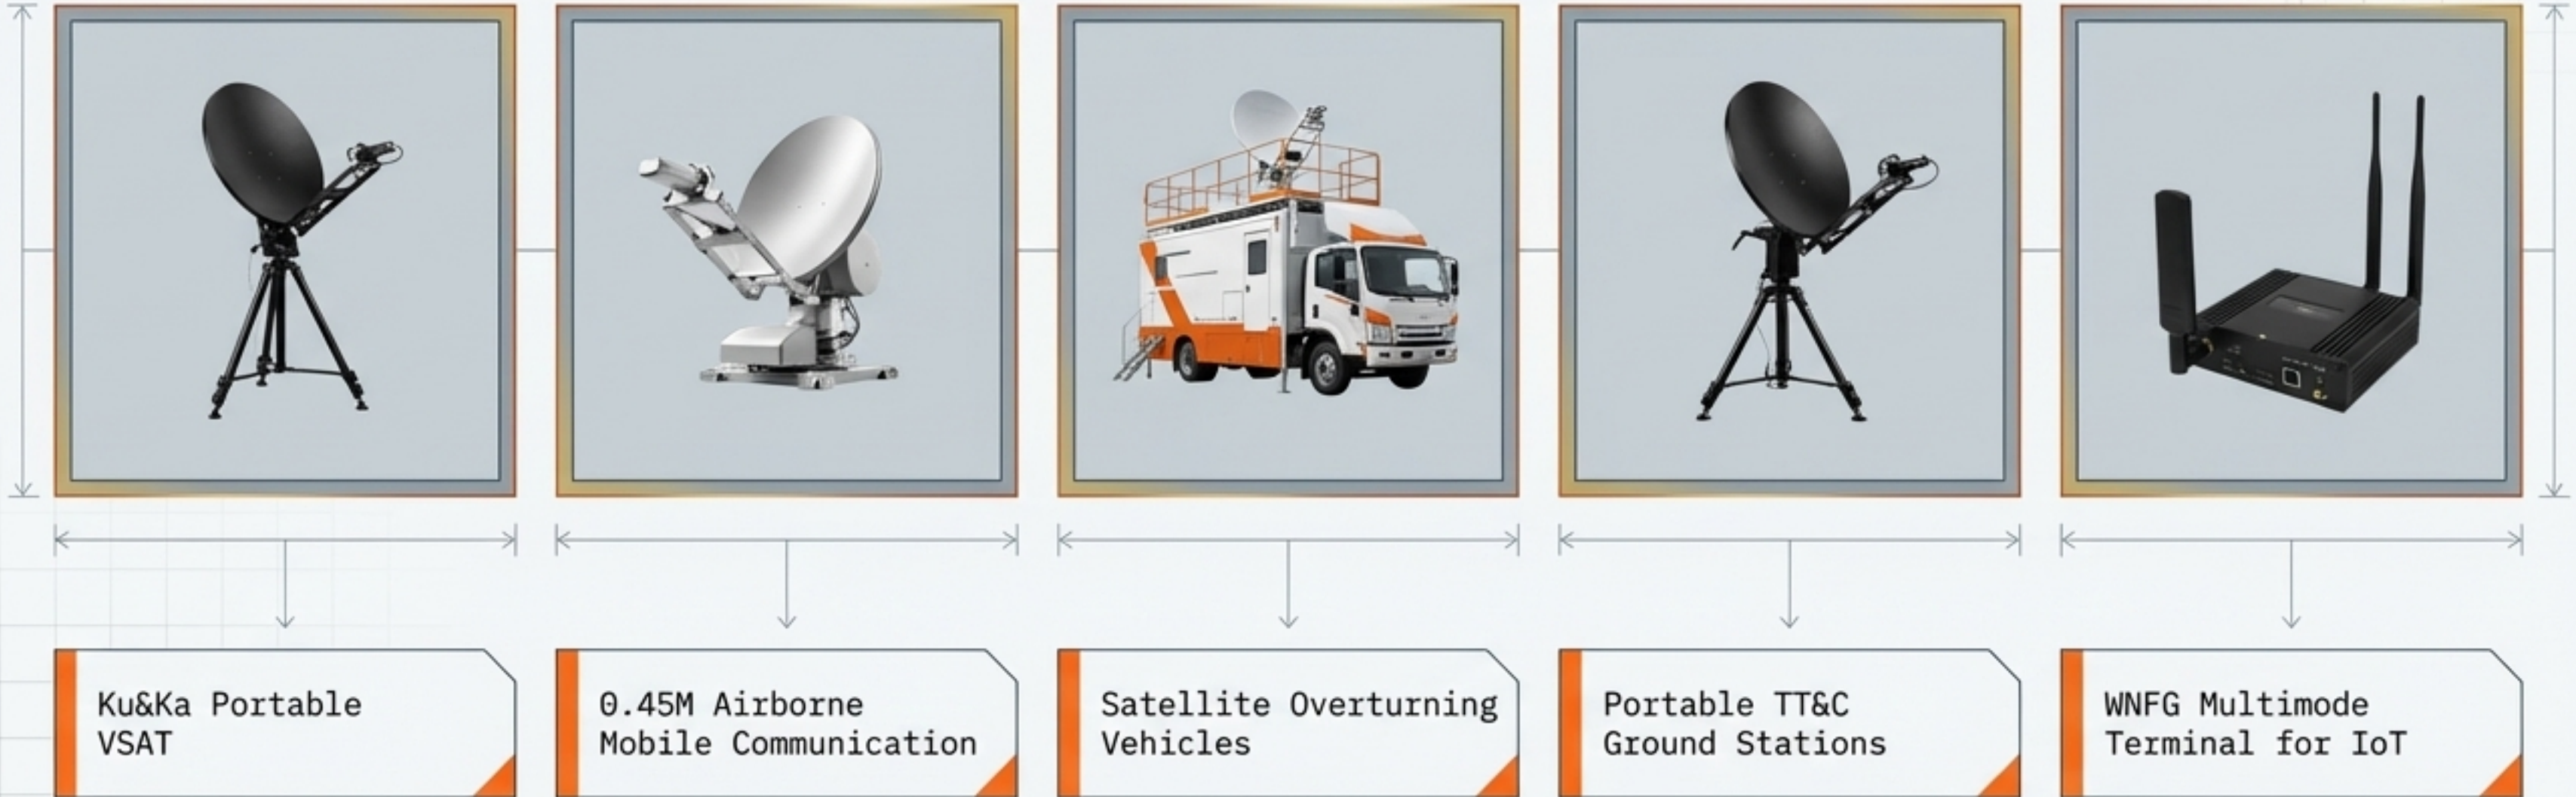 Ku&Ka Portable
VSAT
0.45M Airborne
Mobile Communication
Satellite Overturning
Vehicles
Portable TT&C
Ground Stations
WNFG Multimode
Terminal for IoT